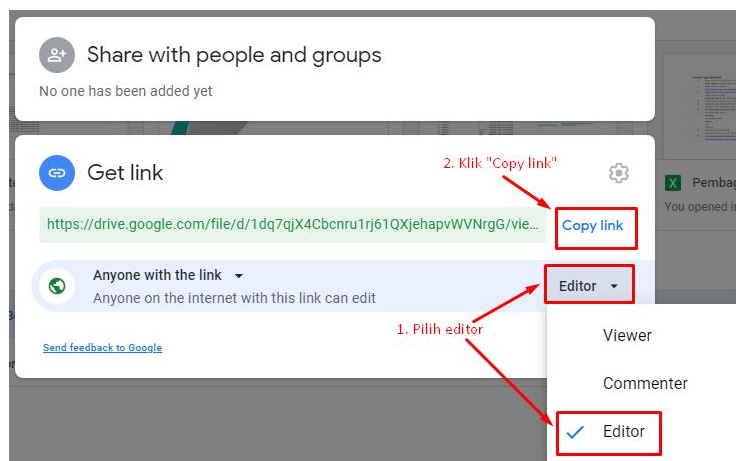 Share with people and groups
No one has been added yet
Get link
2. Klik "Copy link"
https://drive.google.com/file/d/1dq7qjX4Cbcnru1rj61QXjehapvWVNrgG/vie...
Copy link
Anyone with the link
Anyone on the internet with this link can edit
Editor
1. Pilih editor
Send feedback to Google
Viewer
Commenter
Editor
Pembag
You opened i